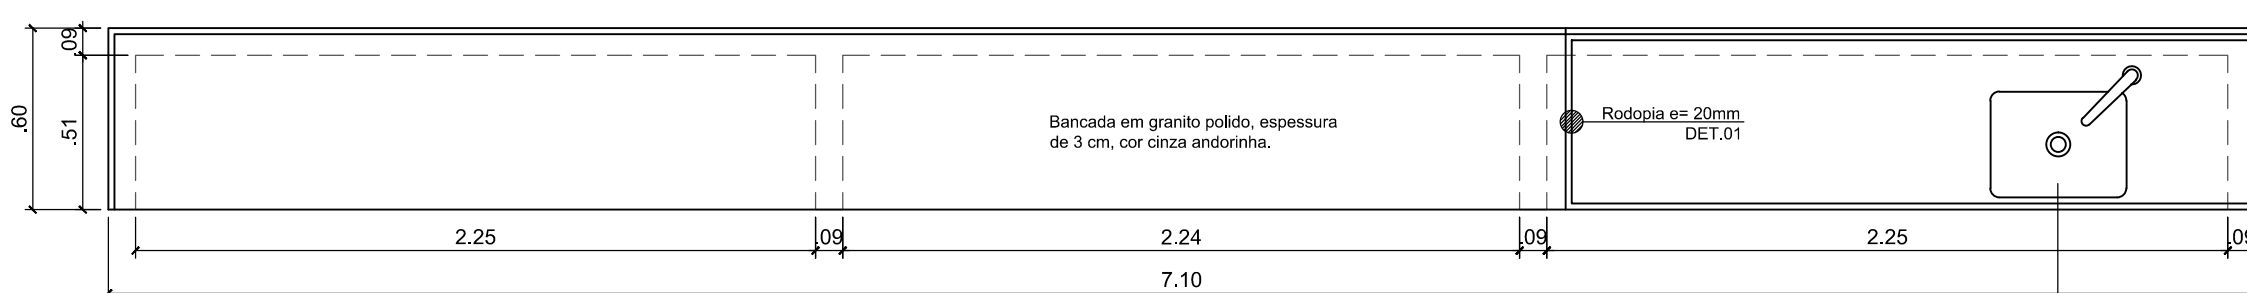 .09
.60
.51
Bancada em granito polido, espessura
de 3 cm, cor cinza andorinha.
Rodopia e= 20mm
DET.01
2.25
.09
2.24
.09
2.25
.09
7.10